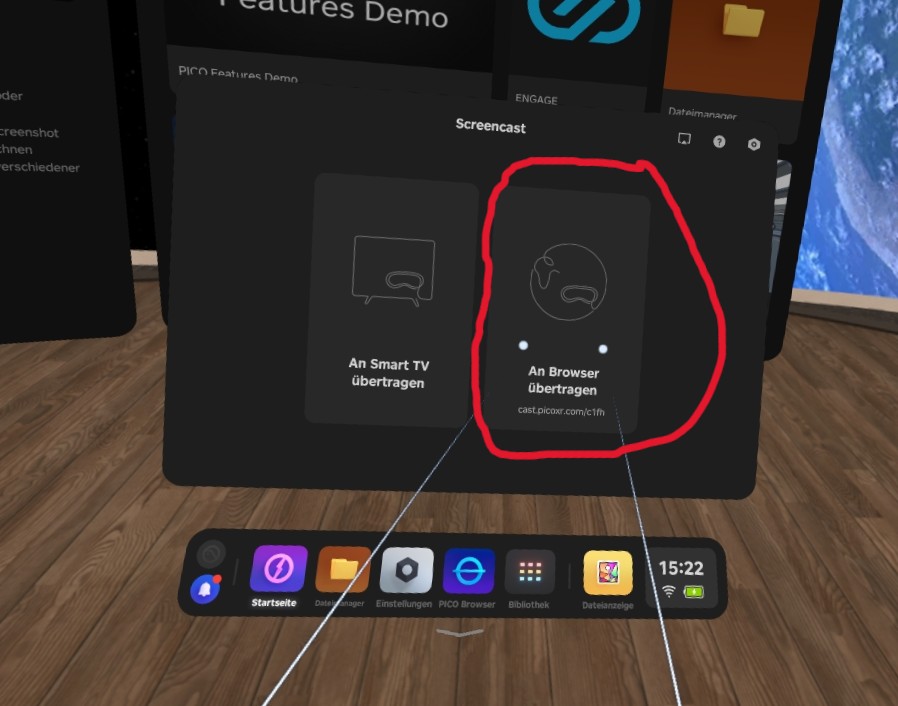 Features Demo
PICO Features Demo
ENGAGE
Dateimanager
oder
creenshot
chnen
verschiedener
Screencast
An Smart TV
übertragen
An Browser
übertragen
cast.picoxr.com/c1fh
15:22
Startseite
Dateimanager
Einstellungen
PICO Browser
Bibliothek
Dateianzeige